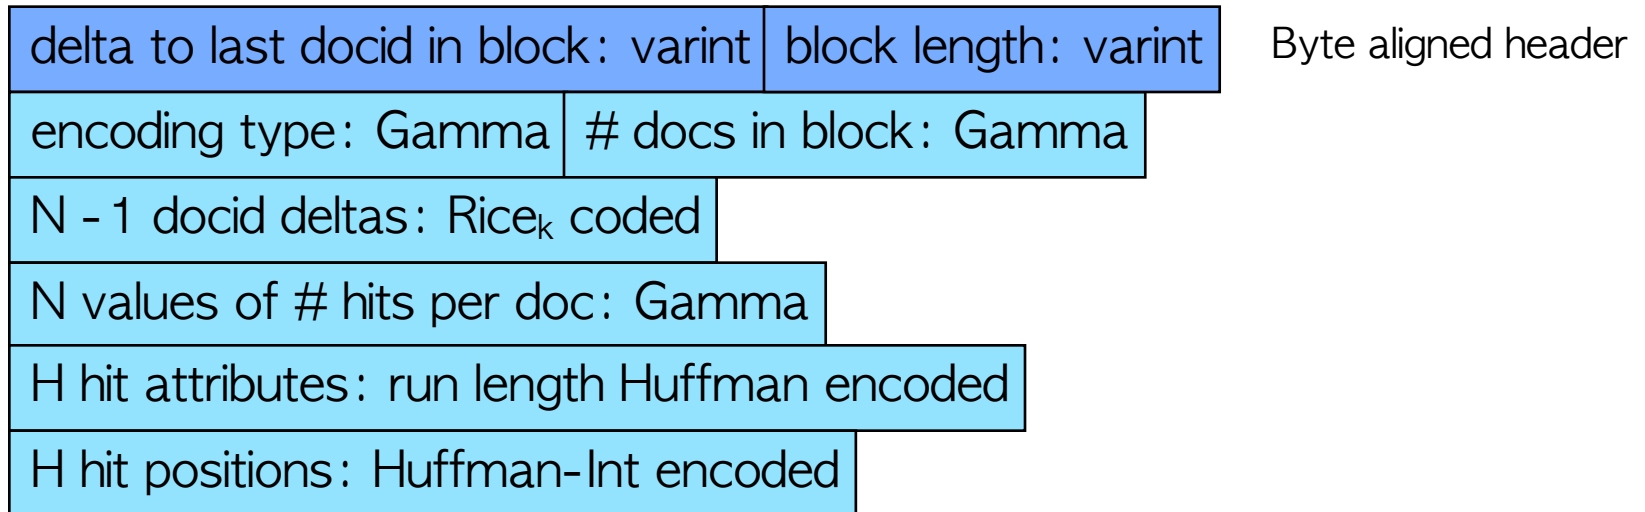 delta to last docid in block: varint block length: varint Byte aligned header
encoding type: Gamma # docs in block: Gamma
N - 1 docid deltas: Riceₖ coded
N values of # hits per doc: Gamma
H hit attributes: run length Huffman encoded
H hit positions: Huffman-Int encoded